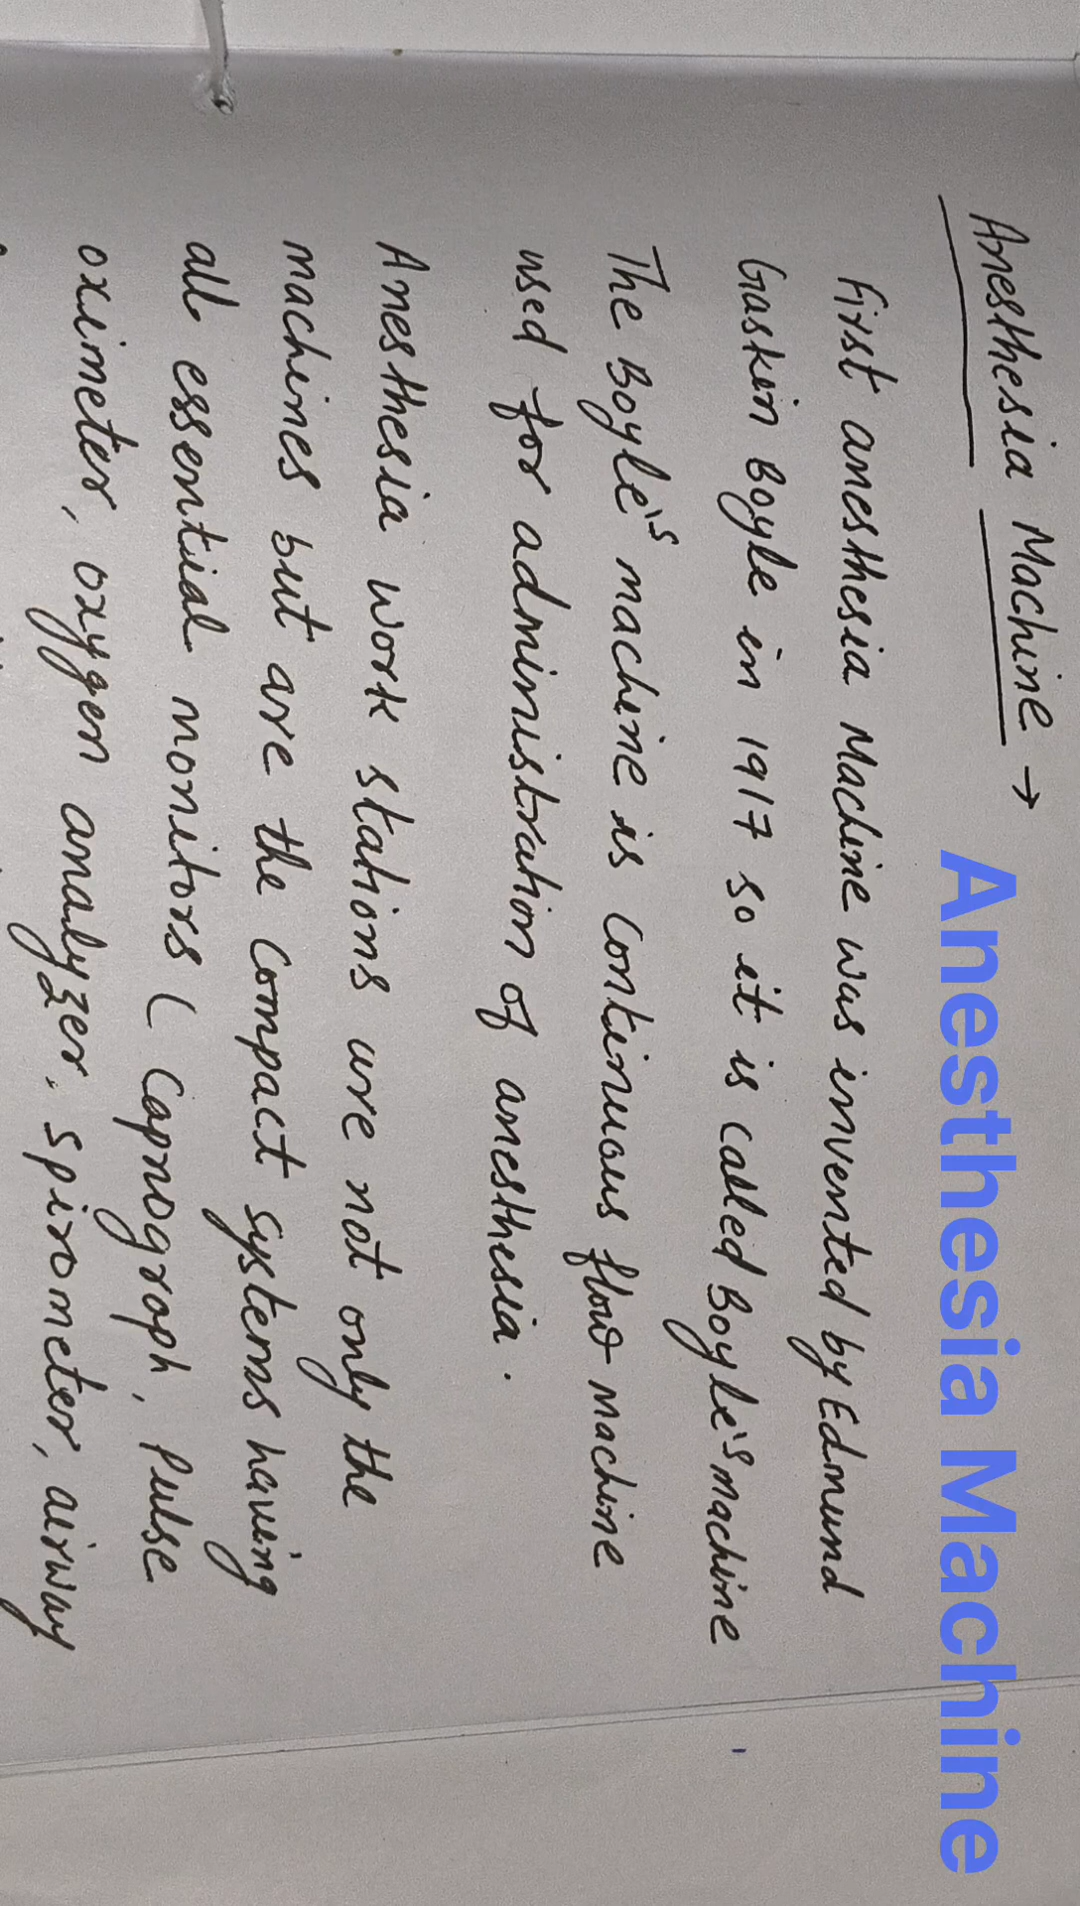 Anesthesia Machine →
Anesthesia Machine
First anesthesia Machine was invented by Edmund
Gaskin Boyle in 1917 so it is called Boyle's machine
The Boyle's machine is continuous flow machine
used for administration of anesthesia.
Anesthesia work stations are not only the
machines but are the compact systems having
all essential monitors ( Capnograph, Pulse
oximeter, oxygen analyzer, spirometer, airway